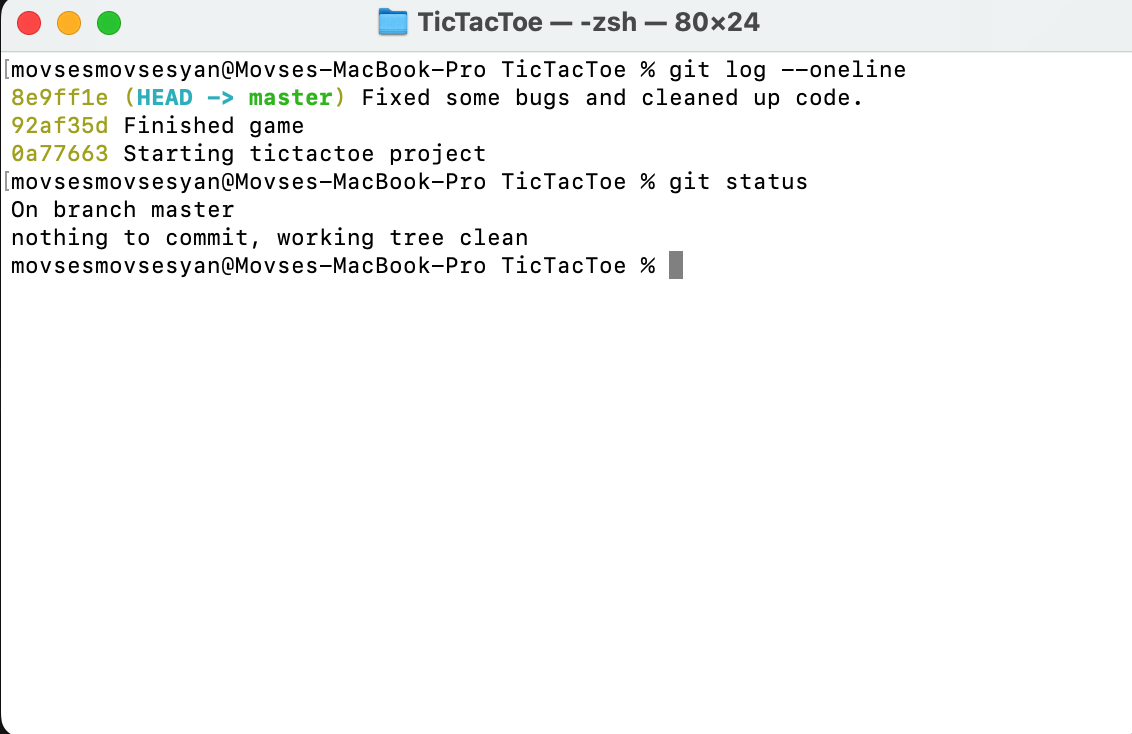 TicTacToe — -zsh — 80×24
movsesmovsesyan@Movses-MacBook-Pro TicTacToe % git log --oneline
8e9ff1e (HEAD -> master) Fixed some bugs and cleaned up code.
92af35d Finished game
0a77663 Starting tictactoe project
movsesmovsesyan@Movses-MacBook-Pro TicTacToe % git status
On branch master
nothing to commit, working tree clean
movsesmovsesyan@Movses-MacBook-Pro TicTacToe %